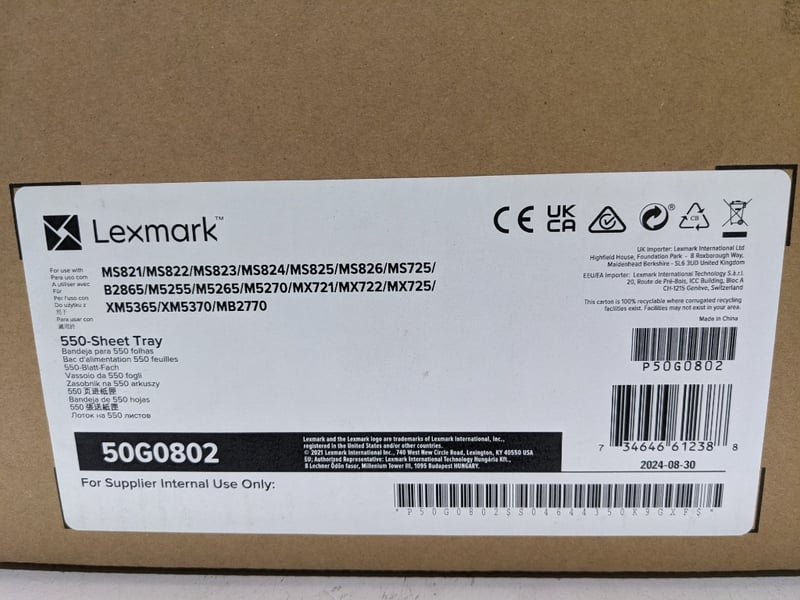 Lexmark™
CE UK CA
®
CB
For use with
Para uso com
A utiliser avec
Für
Per l'uso con
Do użytku z
Para usar con
MS821/MS822/MS823/MS824/MS825/MS826/MS725/
B2865/M5255/M5265/M5270/MX721/MX722/MX725/
XM5365/XM5370/MB2770
UK Importer: Lexmark International Ltd
Highfield House, Foundation Park - 8 Roxborough Way,
Maidenhead Berkshire - SL6 3UD United Kingdom
EEU/EA Importer: Lexmark International Technology S.à.r.l.
20, Route de Pré-Bois, ICC Building, Bloc A
CH-1215 Genève, Switzerland
This carton is 100% recyclable where corrugated recycling
facilities exist. Facilities may not exist in your area.
Made in China
550-Sheet Tray
Bandeja para 550 folhas
Bac d'alimentation 550 feuilles
550-Blatt-Fach
Vassoio da 550 fogli
Zasobnik na 550 arkuszy
550 页进纸匣
Bandeja de 550 hojas
550 張送紙匣
Лоток на 550 листов
P50G0802
7 34646 61238 8
2024-08-30
50G0802
Lexmark and the Lexmark logo are trademarks of Lexmark International, Inc.,
registered in the United States and/or other countries.
© 2021 Lexmark International, Inc., 740 West New Circle Road, Lexington, KY 40550 USA
EU; Authorized Representative: Lexmark International Technology Hungária Kft.,
8 Lechner Ödön fasor, Millenium Tower III, 1095 Budapest HUNGARY.
For Supplier Internal Use Only:
*P50G0802$S04644350K9GXF$*